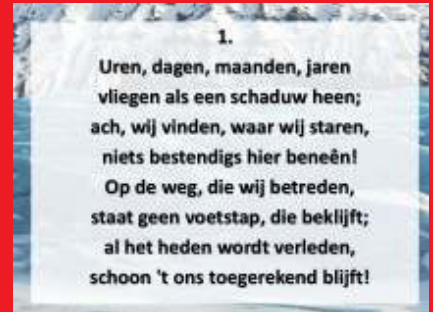 1.
Uren, dagen, maanden, jaren
vliegen als een schaduw heen;
ach, wij vinden, waar wij staren,
niets bestendigs hier beneên!
Op de weg, die wij betreden,
staat geen voetstap, die beklijft;
al het heden wordt verleden,
schoon 't ons toegerekend blijft!